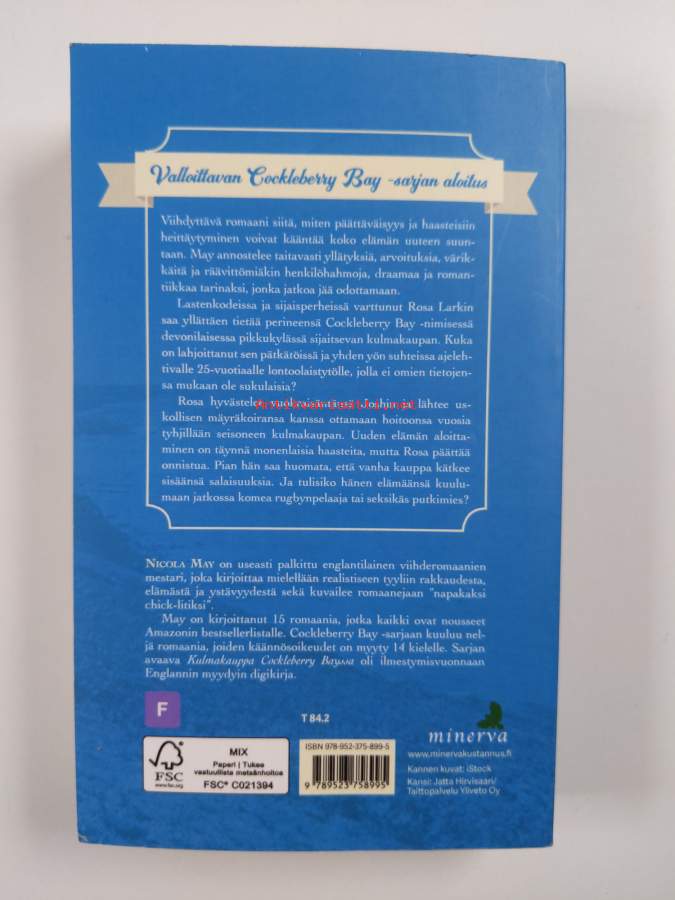 Valloittavan Cockleberry Bay -sarjan aloitus
Viihdyttävä romaani siitä, miten päättäväisyys ja haasteisiin
heittäytyminen voivat kääntää koko elämän uuteen suun-
taan. May annostelee taitavasti yllätyksiä, arvoituksia, värik-
käitä ja räävittömiäkin henkilöhahmoja, draamaa ja roman-
tiikkaa tarinaksi, jonka jatkoa jää odottamaan.
Lastenkodeissa ja sijaisperheissä varttunut Rosa Larkin
saa yllättäen tietää perineensä Cockleberry Bay -nimisessä
devonilaisessa pikkukylässä sijaitsevan kulmakaupan. Kuka
on lahjoittanut sen pätkätöissä ja yhden yön suhteissa ajeleh-
tivalle 25-vuotiaalle lontoolaistytölle, jolla ei omien tietojen-
sa mukaan ole sukulaisia?
Rosa hyvästelee vuokraisäntänsä Joshin ja lähtee us-
kollisen mäyräkoiransa kanssa ottamaan hoitoonsa vuosia
tyhjillään seisoneen kulmakaupan. Uuden elämän aloitta-
minen on täynnä monenlaisia haasteita, mutta Rosa päättää
onnistua. Pian hän saa huomata, että vanha kauppa kätkee
sisäänsä salaisuuksia. Ja tulisiko hänen elämäänsä kuulu-
maan jatkossa komea rugbynpelaaja tai seksikäs putkimies?
NICOLA MAY on useasti palkittu englantilainen viihderomaanien
mestari, joka kirjoittaa mielellään realistiseen tyyliin rakkaudesta,
elämästä ja ystävyydestä sekä kuvailee romaanejaan "napakaksi
chick-litiksi".
May on kirjoittanut 15 romaania, jotka kaikki ovat nousseet
Amazonin bestsellerlistalle. Cockleberry Bay -sarjaan kuuluu nel-
jä romaania, joiden käännösoikeudet on myyty 14 kielelle. Sarjan
avaava Kulmakauppa Cockleberry Bayssa oli ilmestymisvuonnaan
Englannin myydyin digikirja.
F
T 84.2
minerva
www.minervakustannus.fi
Kannen kuvat: iStock
Kansi: Jatta Hirvisaari/
Taittopalvelu Yliveto Oy
FSC
www.fsc.org
MIX
Paperi | Tukee
vastuullista metsänhoitoa
FSC® C021394
ISBN 978-952-375-899-5
9 789523 758995